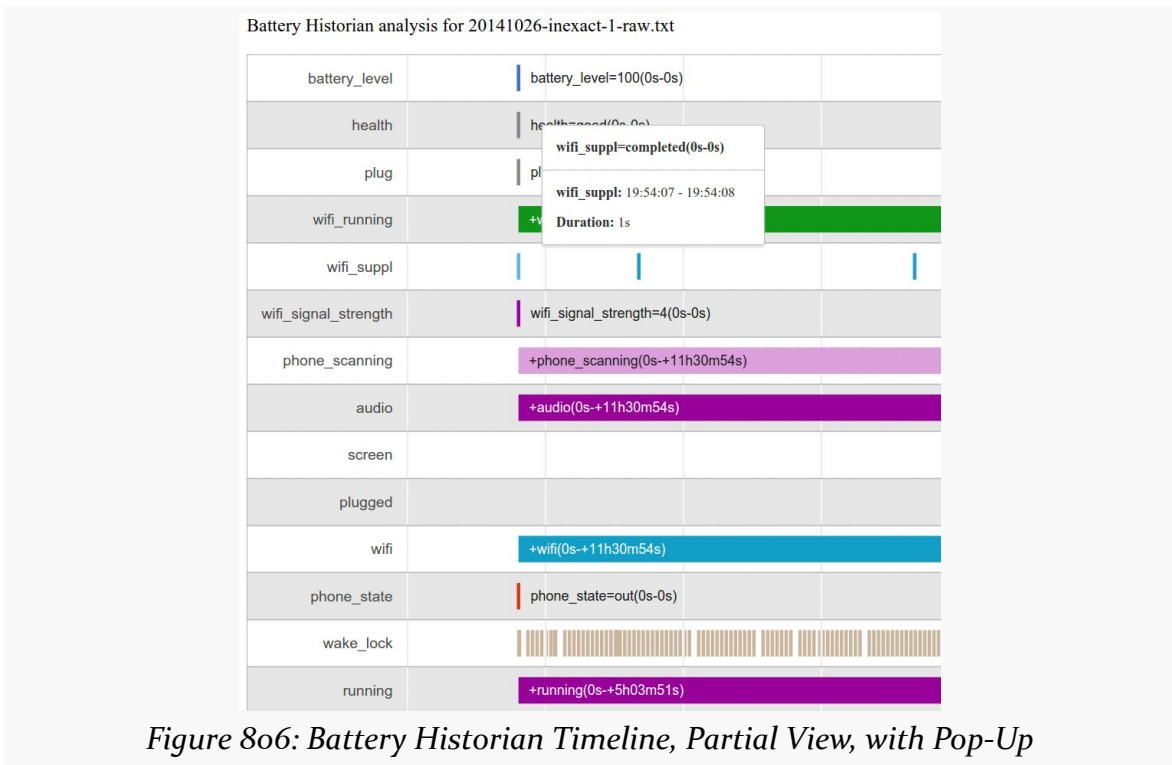 Battery Historian analysis for 20141026-inexact-1-raw.txt
battery_level battery_level=100(0s-0s)
health
wifi_suppl=completed(0s-0s)
plug pl
wifi_suppl: 19:54:07 - 19:54:08
wifi_running +w
Duration: 1s
wifi_suppl
wifi_signal_strength wifi_signal_strength=4(0s-0s)
phone_scanning +phone_scanning(0s-+11h30m54s)
audio +audio(0s-+11h30m54s)
screen
plugged
wifi +wifi(0s-+11h30m54s)
phone_state phone_state=out(0s-0s)
wake_lock
running +running(0s-+5h03m51s)
Figure 806: Battery Historian Timeline, Partial View, with Pop-Up